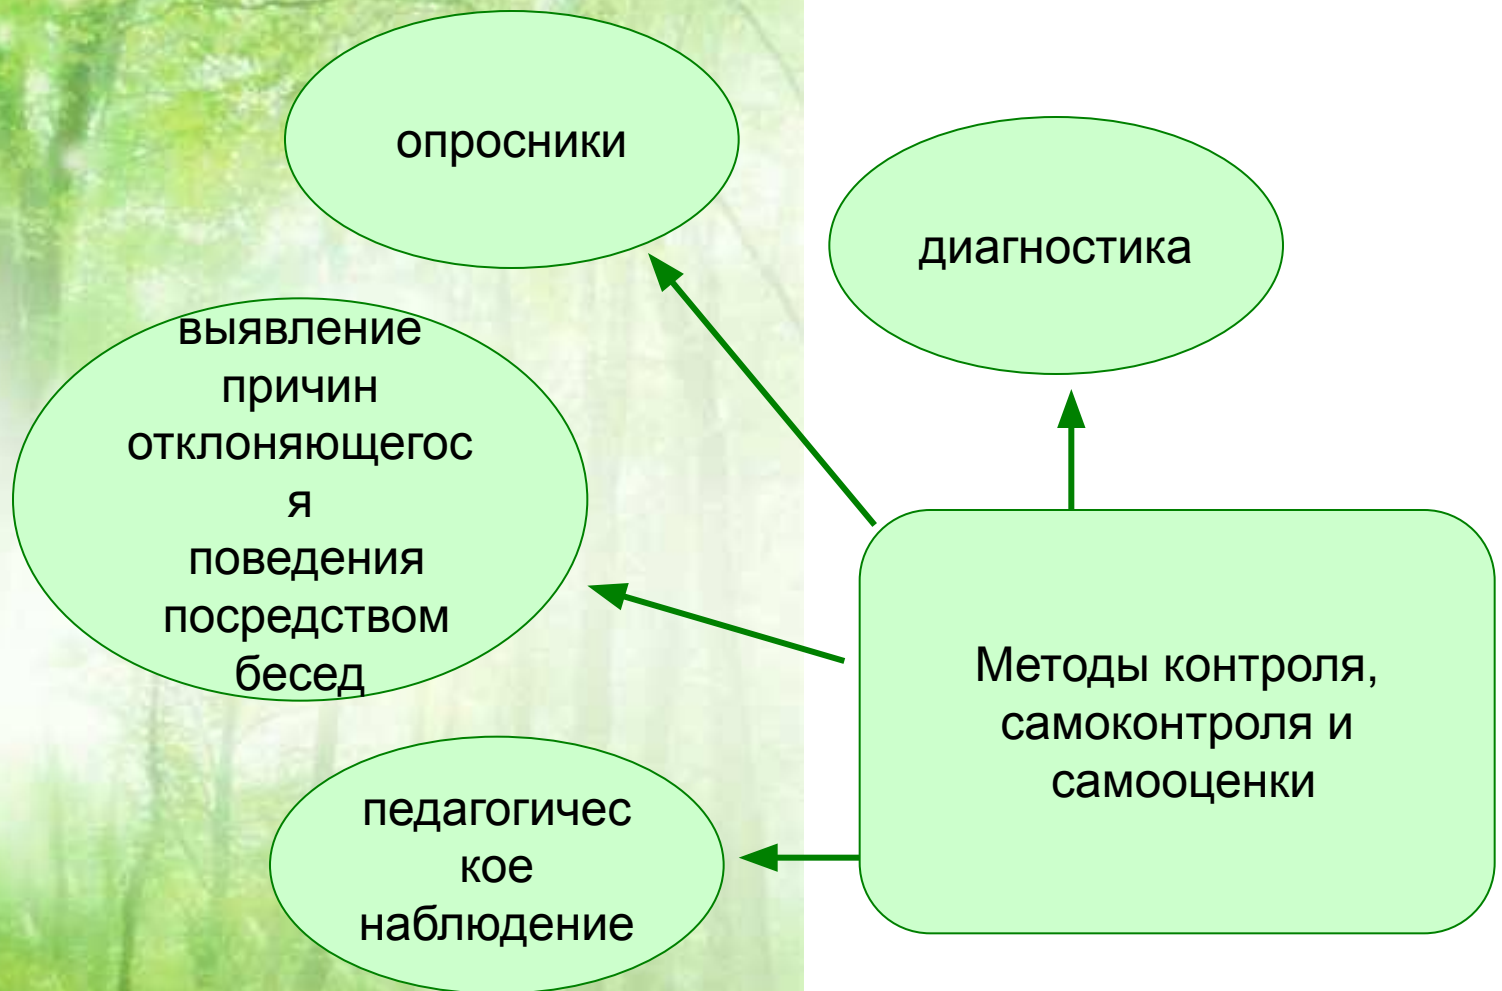 опросники
диагностика
выявление
причин
отклоняющегос
я
поведения
посредством
бесед
Методы контроля,
самоконтроля и
самооценки
педагогичес
кое
наблюдение